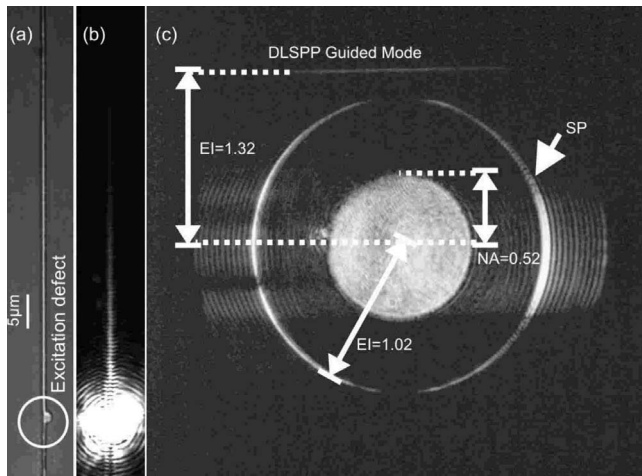 (a)
(b)
(c)
DLSPP Guided Mode
SP
EI=1.32
NA=0.52
EI=1.02
5μm
Excitation defect